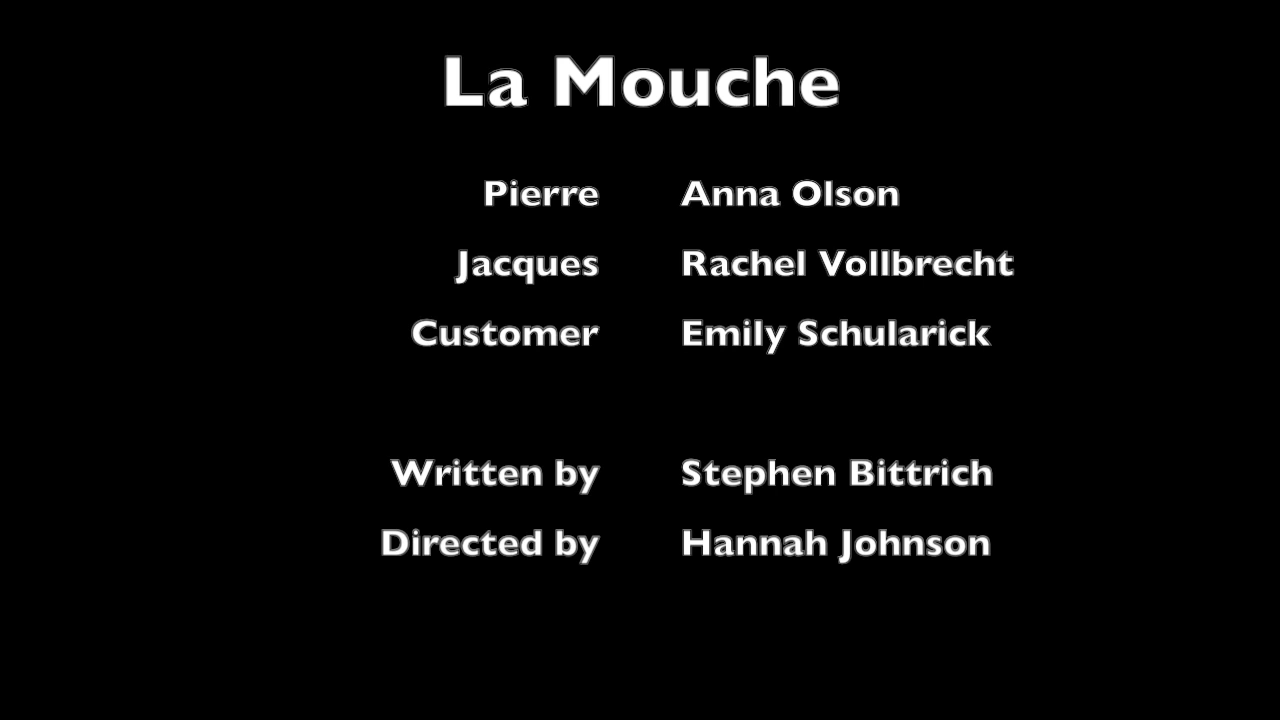 La Mouche
Pierre Anna Olson
Jacques Rachel Vollbrecht
Customer Emily Schularick
Written by Stephen Bittrich
Directed by Hannah Johnson